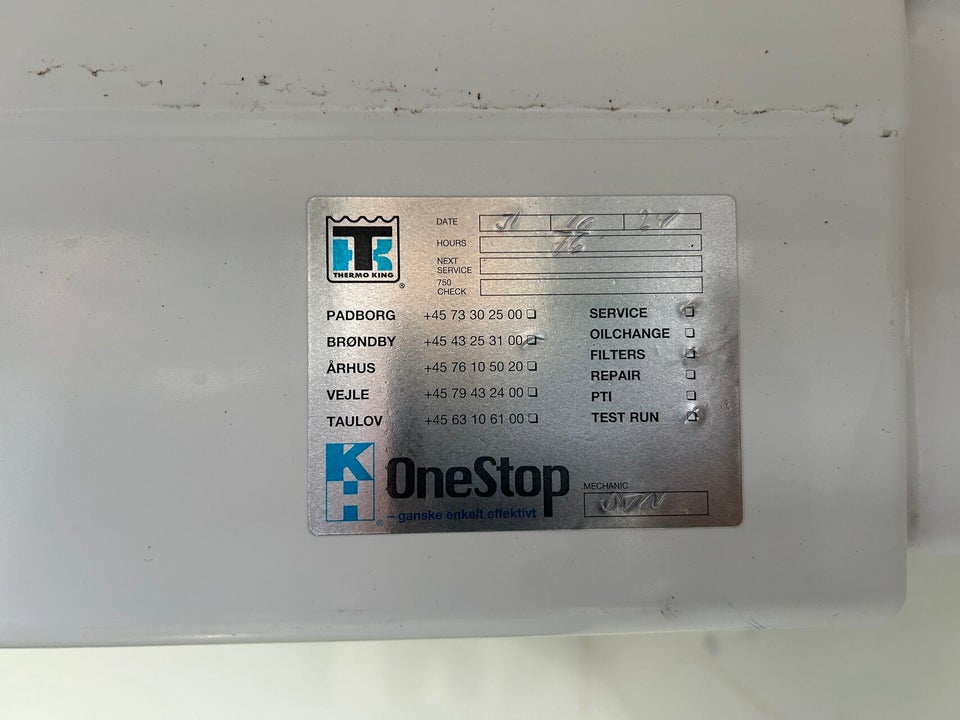 THERMO KING
®
DATE
HOURS
NEXT SERVICE
750 CHECK
PADBORG +45 73 30 25 00 ❏
BRØNDBY +45 43 25 31 00 ❏
ÅRHUS +45 76 10 50 20 ❏
VEJLE +45 79 43 24 00 ❏
TAULOV +45 63 10 61 00 ❏
SERVICE ❏
OILCHANGE ❏
FILTERS ❏
REPAIR ❏
PTI ❏
TEST RUN ❏
KH
®
OneStop
- ganske enkelt effektivt
MECHANIC